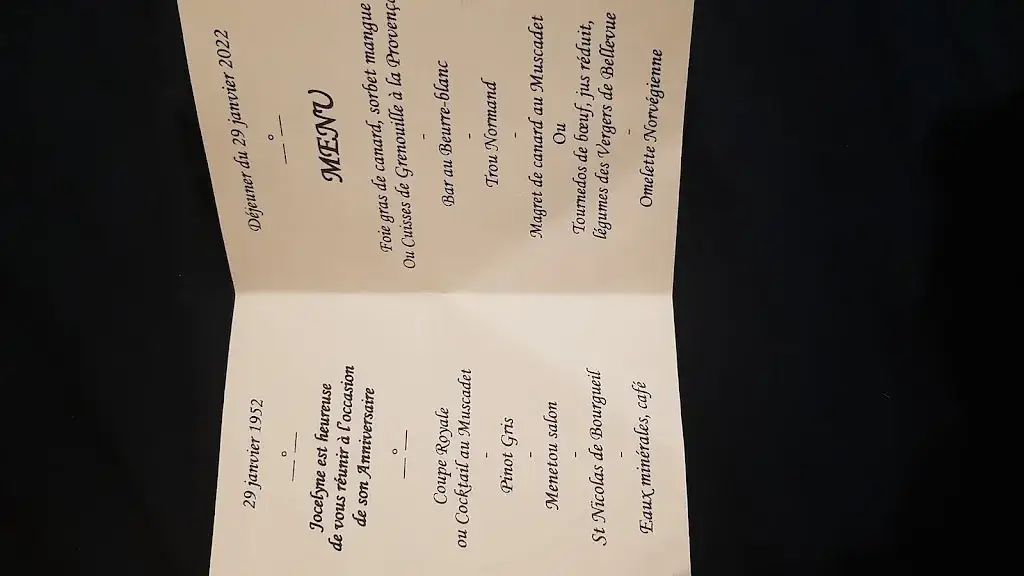 29 janvier 1952
Jocelyne est heureuse
de vous réunir à l'occasion
de son Anniversaire
Coupe Royale
ou Cocktail au Muscadet
-
Pinot Gris
-
Menetou salon
-
St Nicolas de Bourgueil
-
Eaux minérales, café
Déjeuner du 29 janvier 2022
MENU
Foie gras de canard, sorbet mangue
Ou Cuisses de Grenouille à la Provenç
-
Bar au Beurre-blanc
-
Trou Normand
-
Magret de canard au Muscadet
Ou
Tournedos de bœuf, jus réduit,
légumes des Vergers de Bellevue
-
Omelette Norvégienne